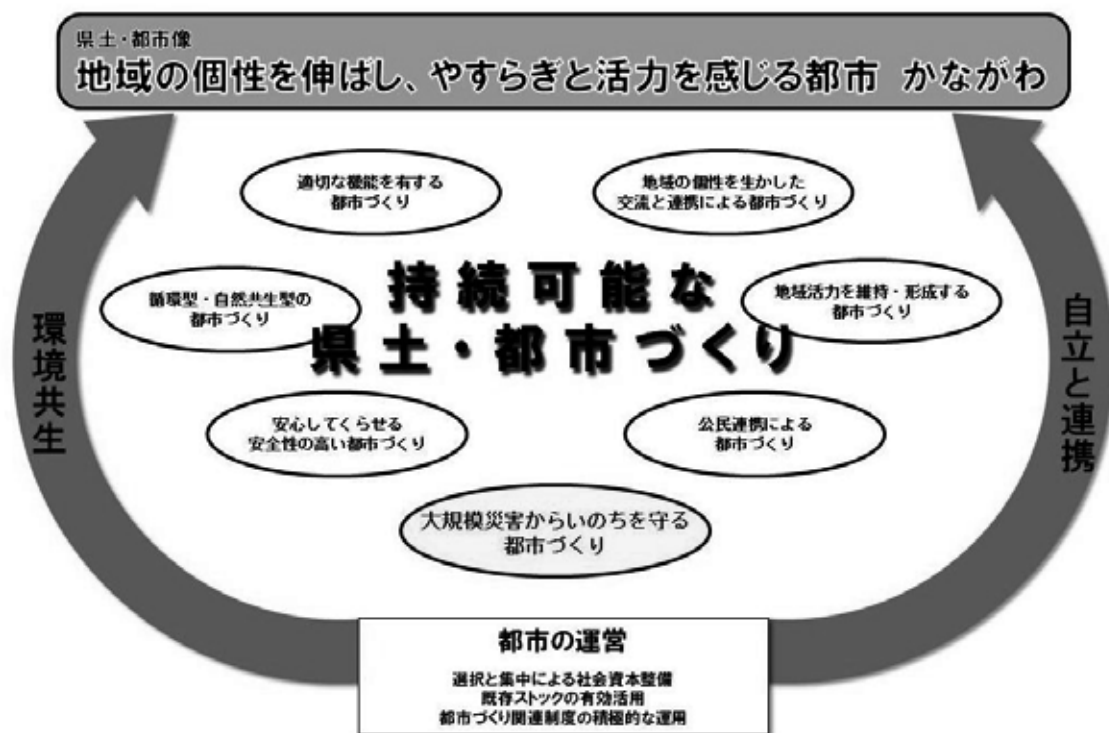 県土・都市像
地域の個性を伸ばし、やすらぎと活力を感じる都市 かながわ
適切な機能を有する
都市づくり
地域の個性を生かした
交流と連携による都市づくり
持続可能な
県土・都市づくり
循環型・自然共生型の
都市づくり
地域活力を維持・形成する
都市づくり
環境共生
自立と連携
安心してくらせる
安全性の高い都市づくり
公民連携による
都市づくり
大規模災害からいのちを守る
都市づくり
都市の運営
選択と集中による社会資本整備
既存ストックの有効活用
都市づくり関連制度の積極的な運用